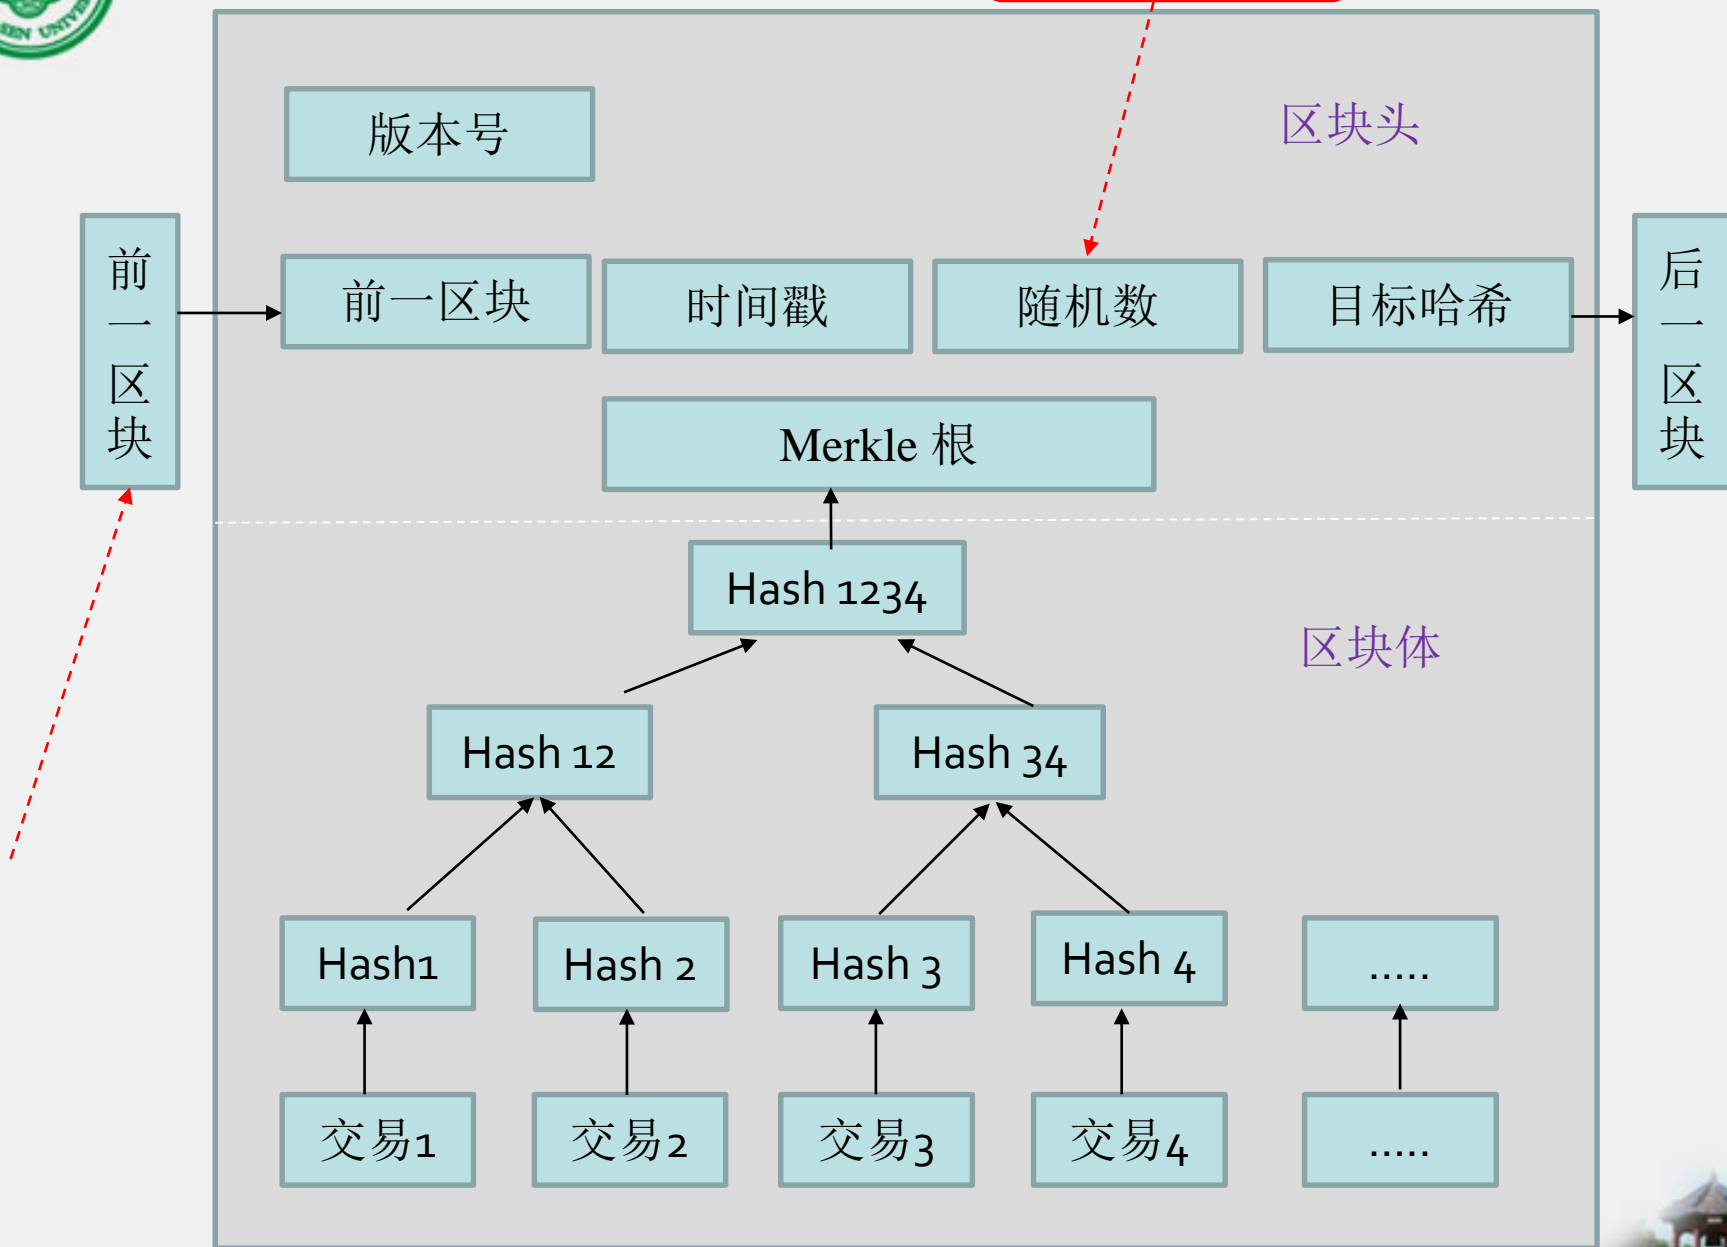 SEN UNIVER
版本号
区块头
前一区块
前一区块
时间戳
随机数
目标哈希
后一区块
Merkle 根
Hash 1234
区块体
Hash 12
Hash 34
Hash1
Hash 2
Hash 3
Hash 4
.....
交易1
交易2
交易3
交易4
.....